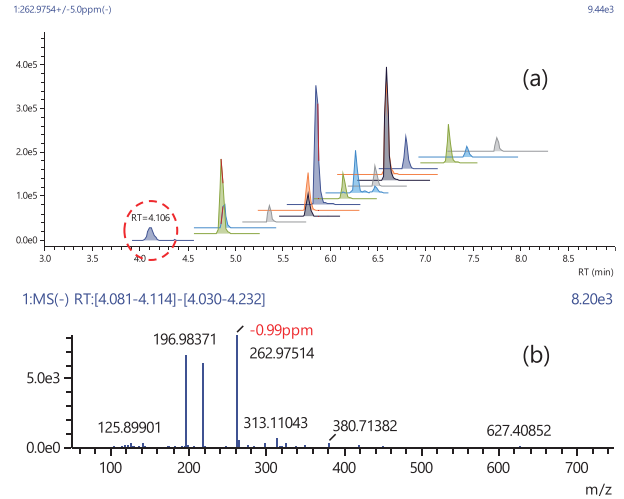 1:262.9754+/-5.0ppm(-) 9.44e3
(a)
4.0e5
3.0e5
2.0e5
1.0e5
0.0e0
RT=4.106
3.0 3.5 4.0 4.5 5.0 5.5 6.0 6.5 7.0 7.5 8.0 8.5
RT (min)
1:MS(-) RT:[4.081-4.114]-[4.030-4.232] 8.20e3
-0.99ppm
196.98371
262.97514
(b)
5.0e3
125.89901
313.11043
380.71382
627.40852
0.0e0
100 200 300 400 500 600 700
m/z